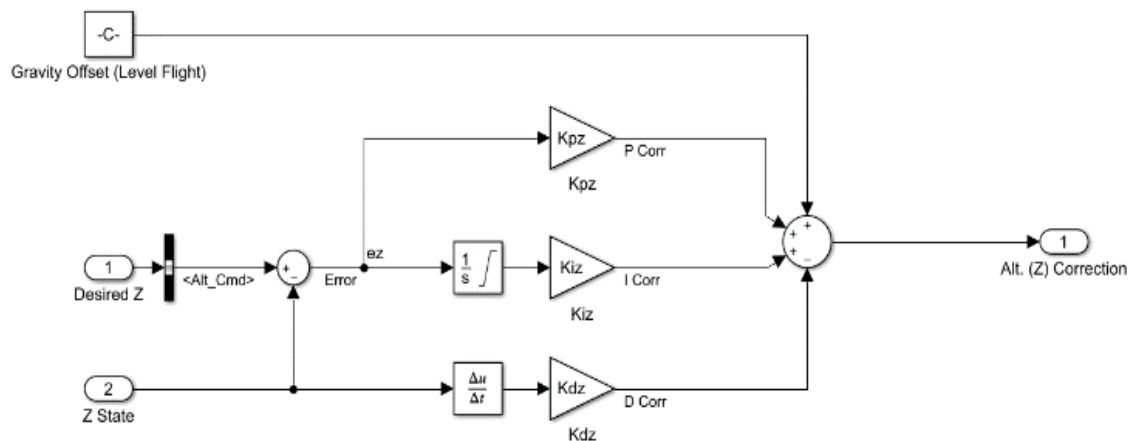 -C-
Gravity Offset (Level Flight)
Kpz
P Corr
Kpz
1
Desired Z
<Alt_Cmd>
+
−
Error
ez
1
s
Kiz
I Corr
Kiz
+
+
+
−
1
Alt. (Z) Correction
2
Z State
Δu
Δt
Kdz
D Corr
Kdz